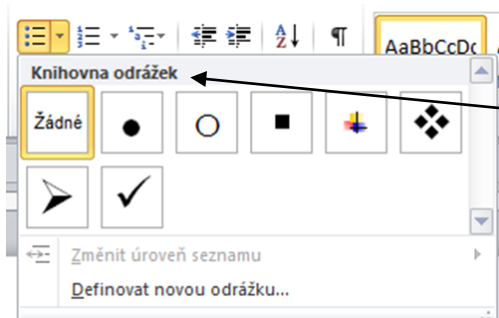 AaBbCcDc
Knihovna odrážek
Žádné
Změnit úroveň seznamu
Definovat novou odrážku...